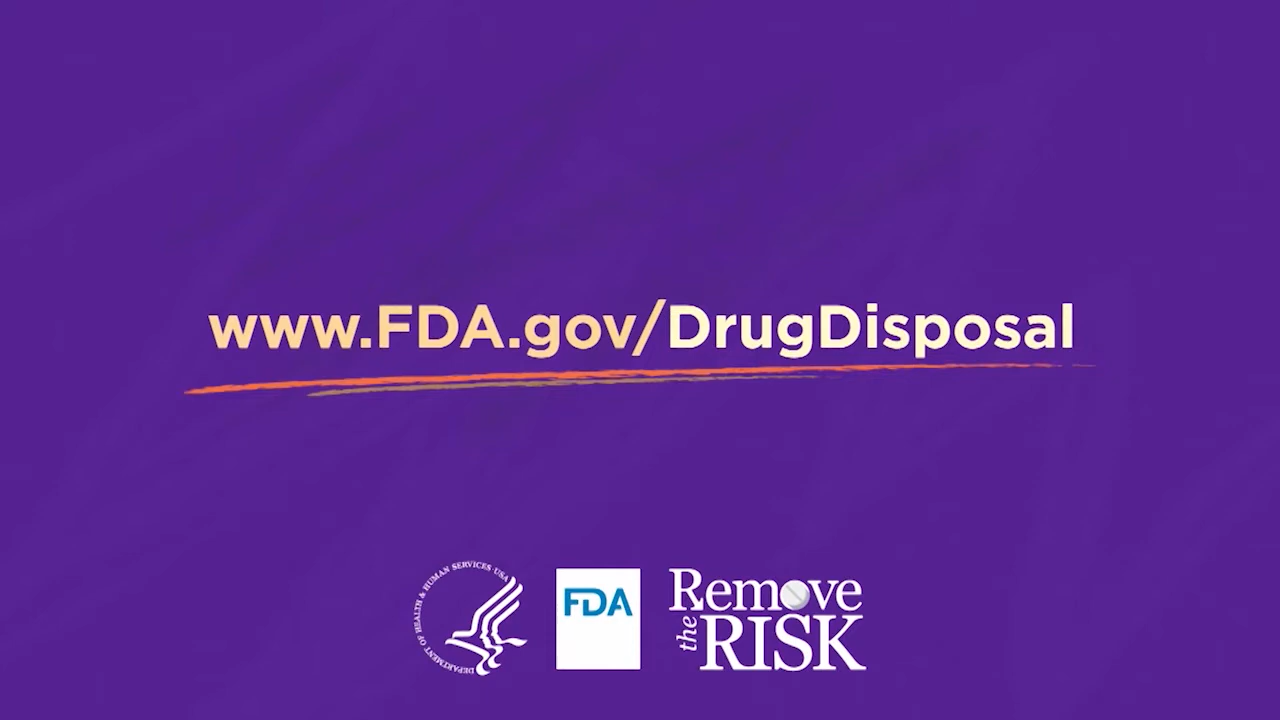 www.FDA.gov/DrugDisposal
DEPARTMENT OF HEALTH & HUMAN SERVICES·USA
FDA
Remove
the RISK